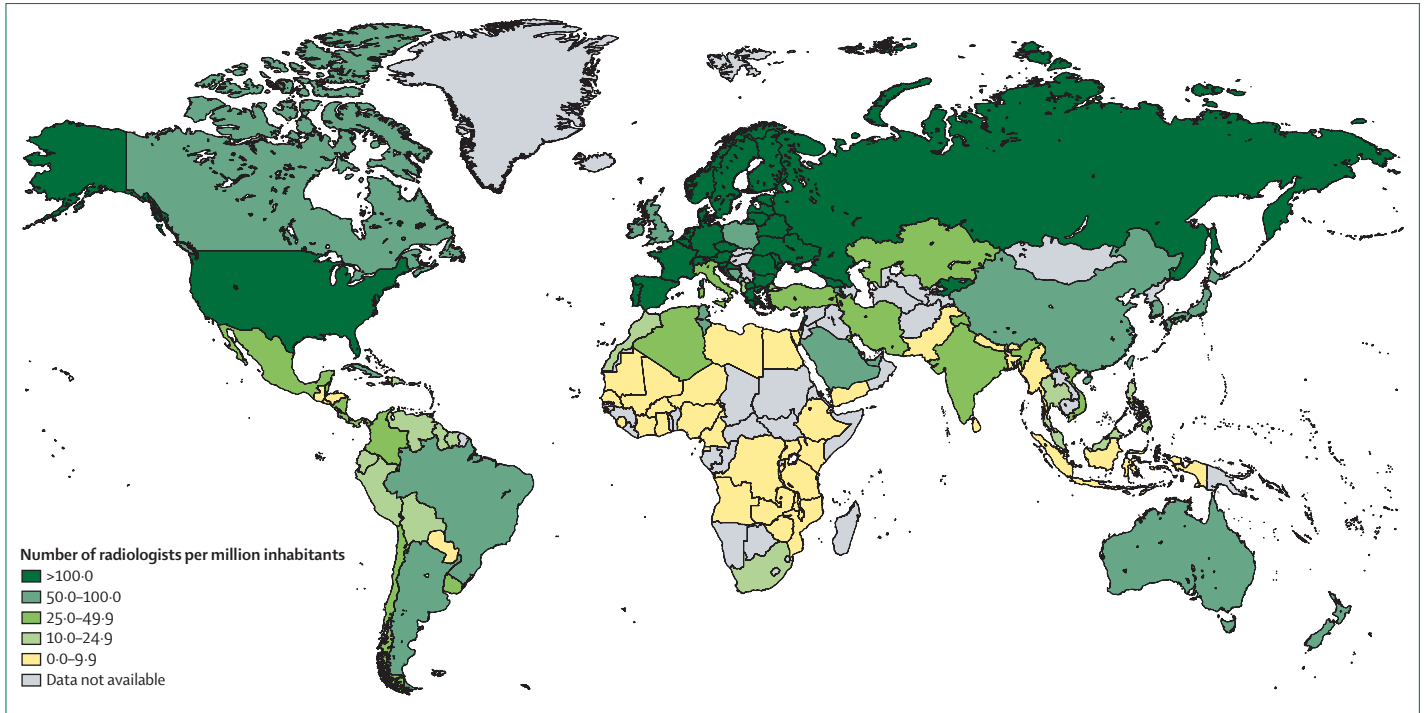 Number of radiologists per million inhabitants
>100·0
50·0–100·0
25·0–49·9
10·0–24·9
0·0–9·9
Data not available